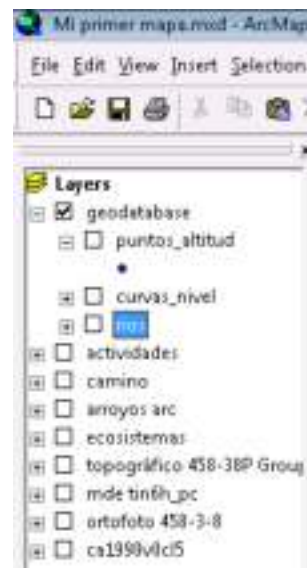 Mi primer mapa.mxd - ArcMap
File Edit View Insert Selection
Layers
geodatabase
puntos_altitud
curvas_nivel
rios
actividades
camino
arroyos arc
ecosistemas
topográfico 458-38P Group
mde tin6h_pc
ortofoto 458-3-8